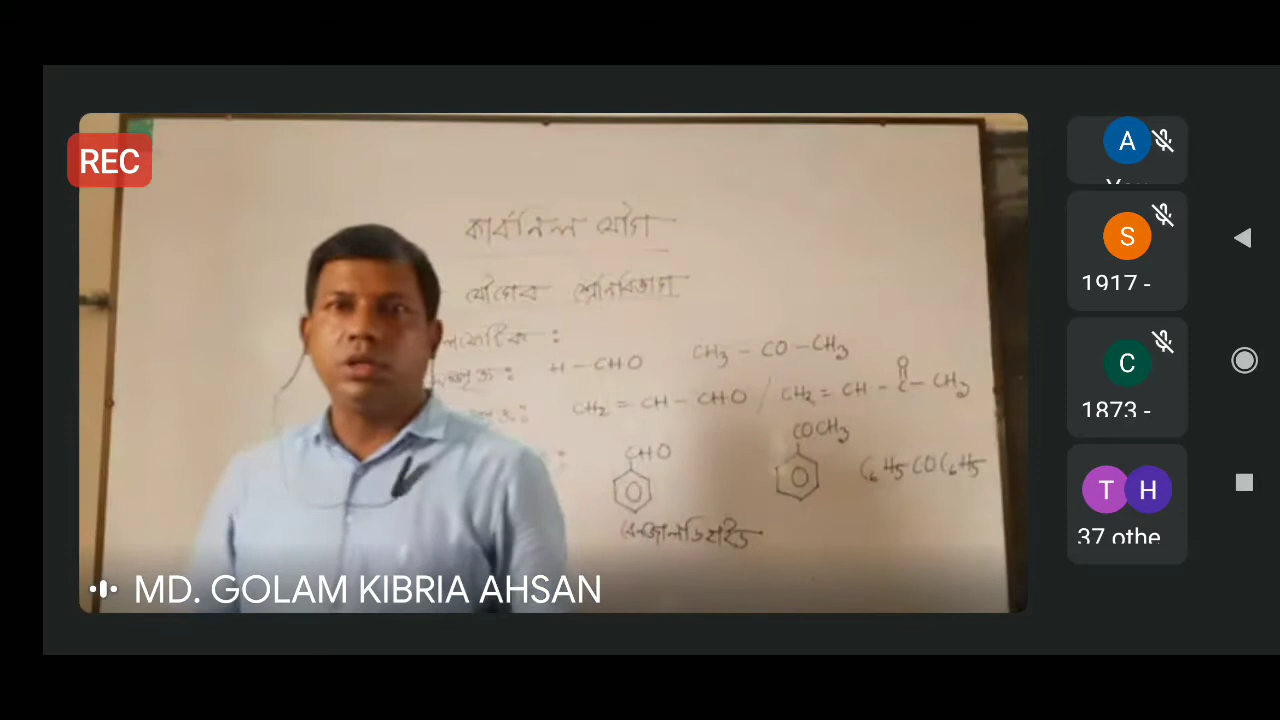 REC
কার্বনিল যৌগ
যৌগের শ্রেণিবিভাগ
H – CHO CH₃ – CO – CH₃
CH₂ = CH – CHO / CH₂ = CH – C – CH₃
O
CHO
COCH₃
C₆H₅COC₆H₅
বেনজালডিহাইড
MD. GOLAM KIBRIA AHSAN
A
S
1917 -
C
1873 -
T H
37 othe